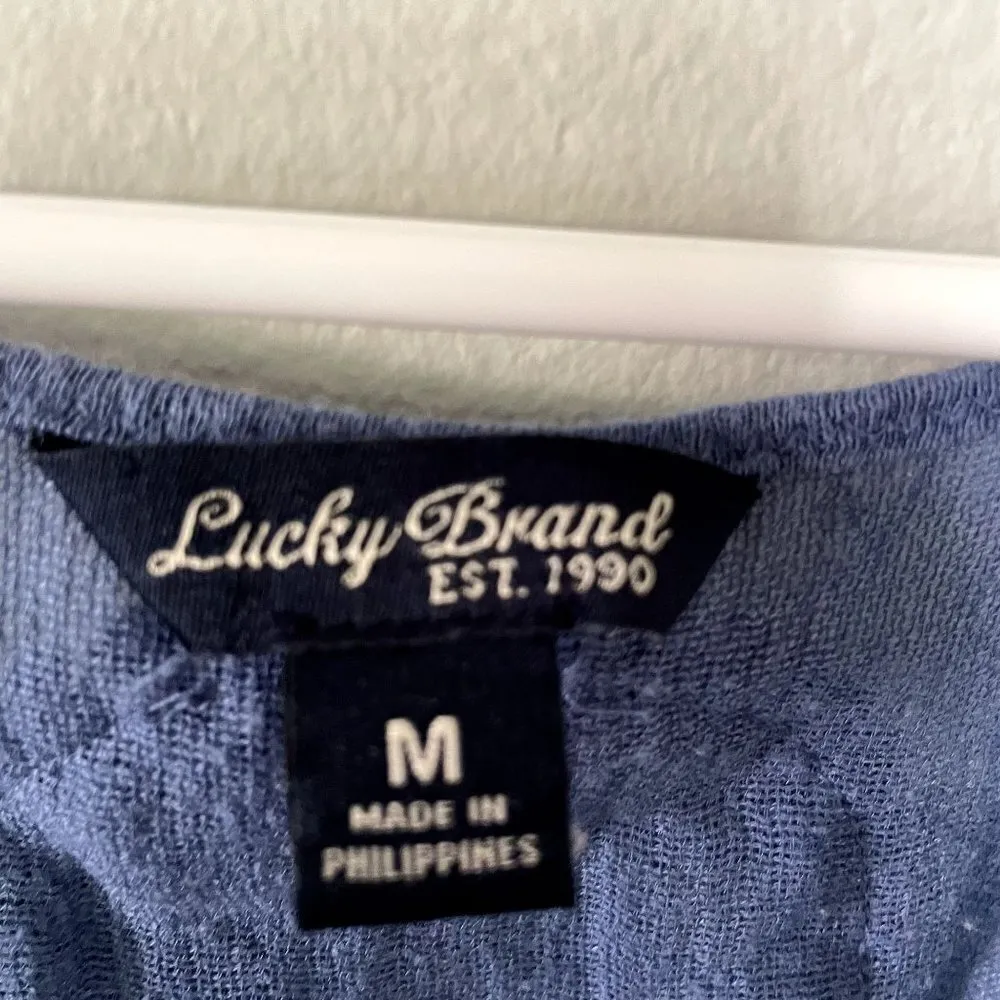 Lucky Brand
EST. 1990
M
MADE IN
PHILIPPINES